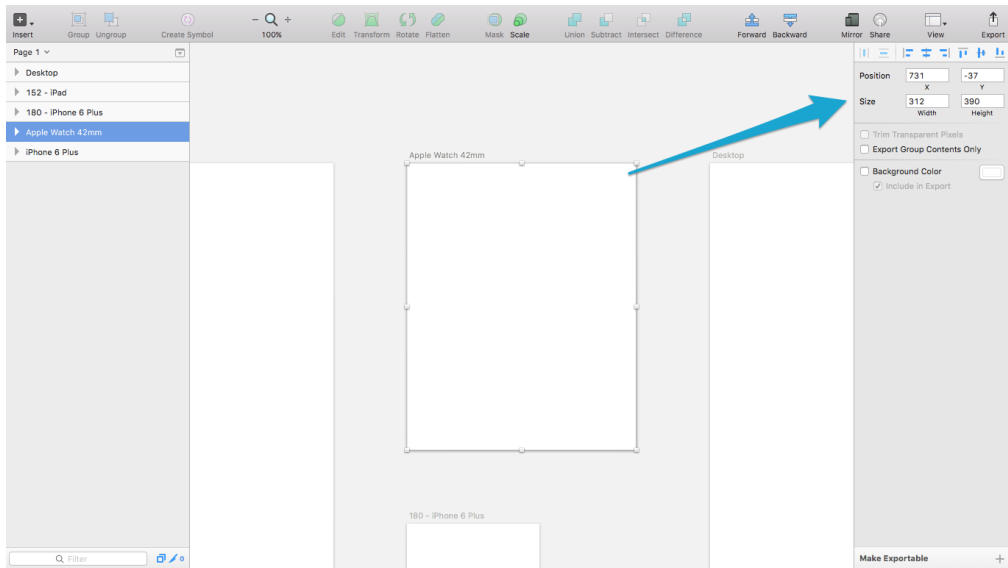 Insert Group Ungroup Create Symbol - 100% + Edit Transform Rotate Flatten Mask Scale Union Subtract Intersect Difference Forward Backward Mirror Share View Export
Page 1
Desktop
152 - iPad
180 - iPhone 6 Plus
Apple Watch 42mm
iPhone 6 Plus
Filter
0
Apple Watch 42mm
Desktop
180 - iPhone 6 Plus
Position 731 -37
X Y
Size 312 390
Width Height
Trim Transparent Pixels
Export Group Contents Only
Background Color
Include in Export
Make Exportable +